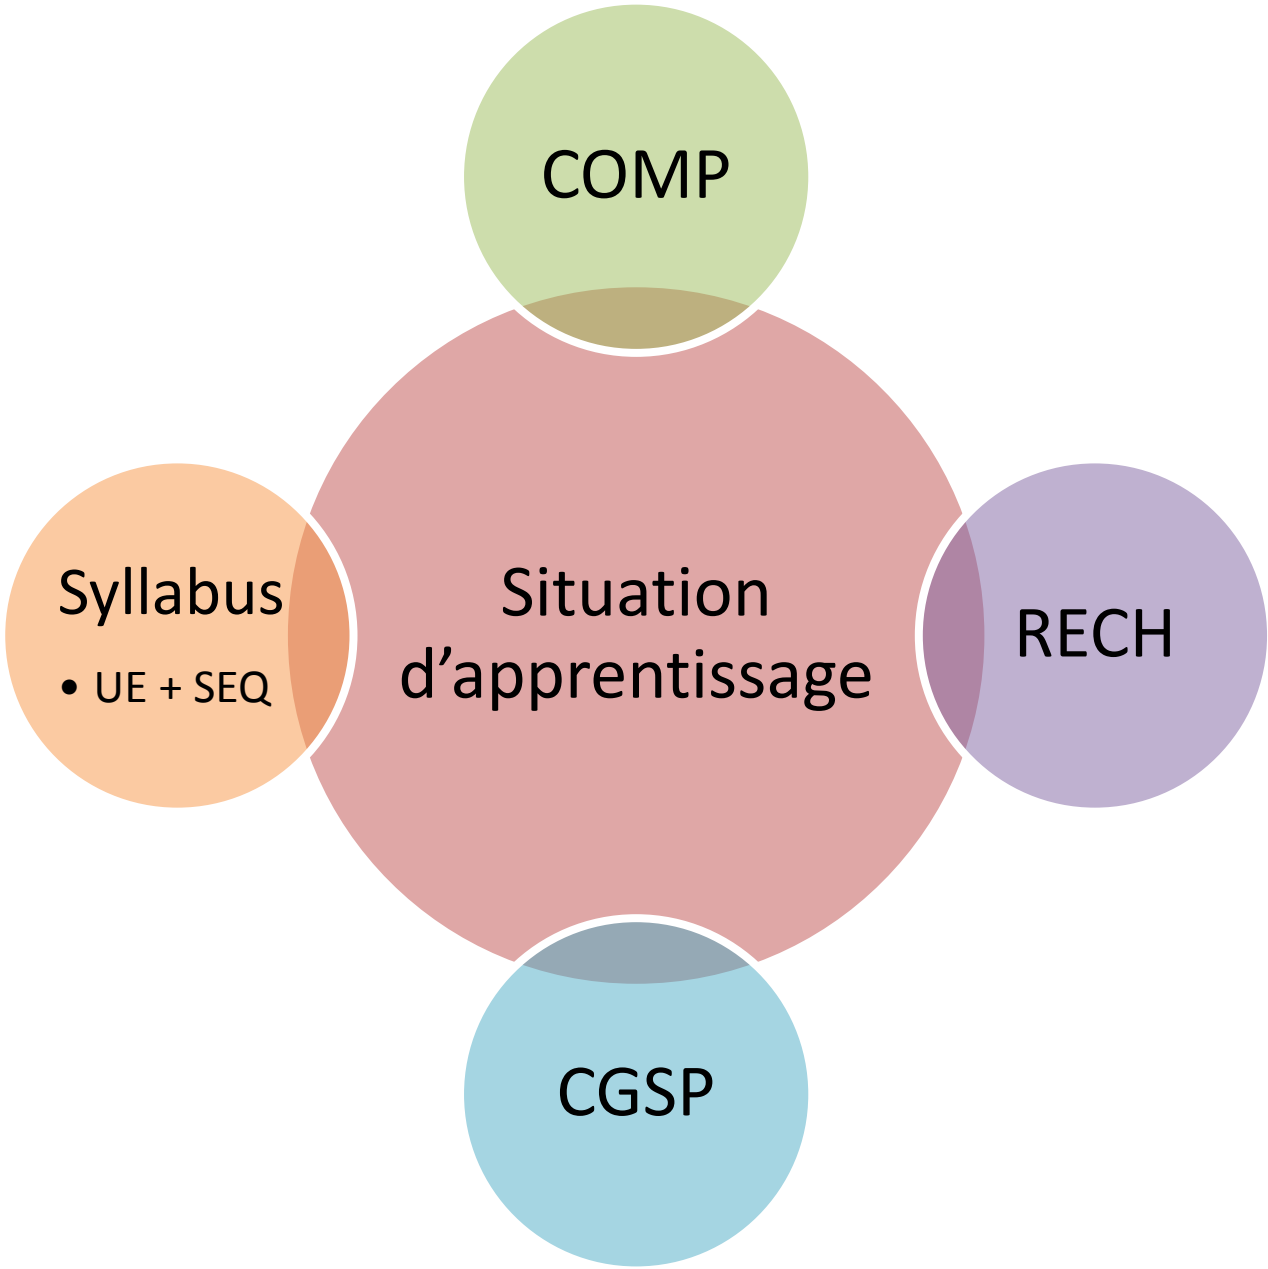 COMP
Syllabus
• UE + SEQ
Situation
d’apprentissage
RECH
CGSP